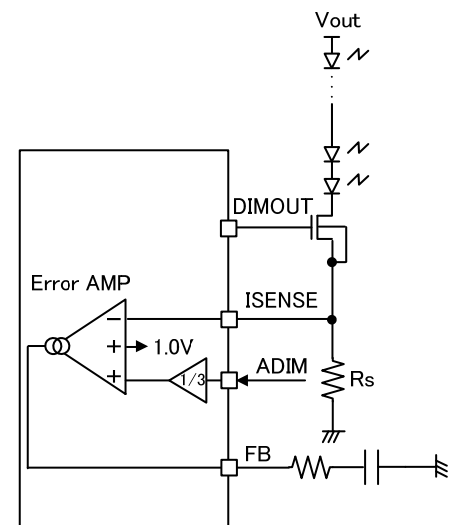 Vout
DIMOUT
Error AMP
ISENSE
− 
+ 1.0V
ADIM
+ 1/3
Rs
FB